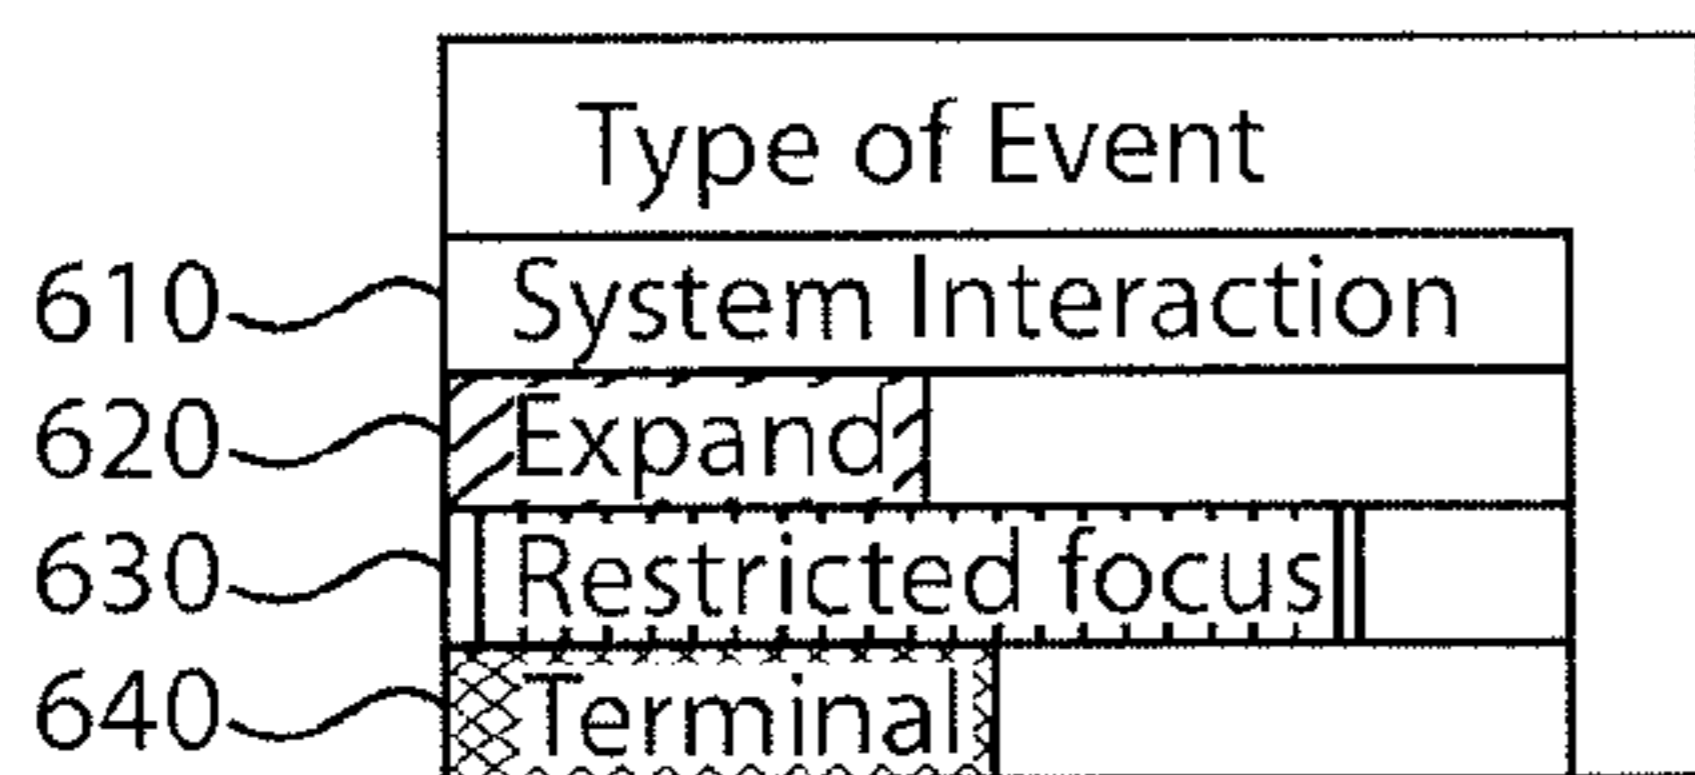 Type of Event
610 System Interaction
620 Expand
630 Restricted focus
640 Terminal